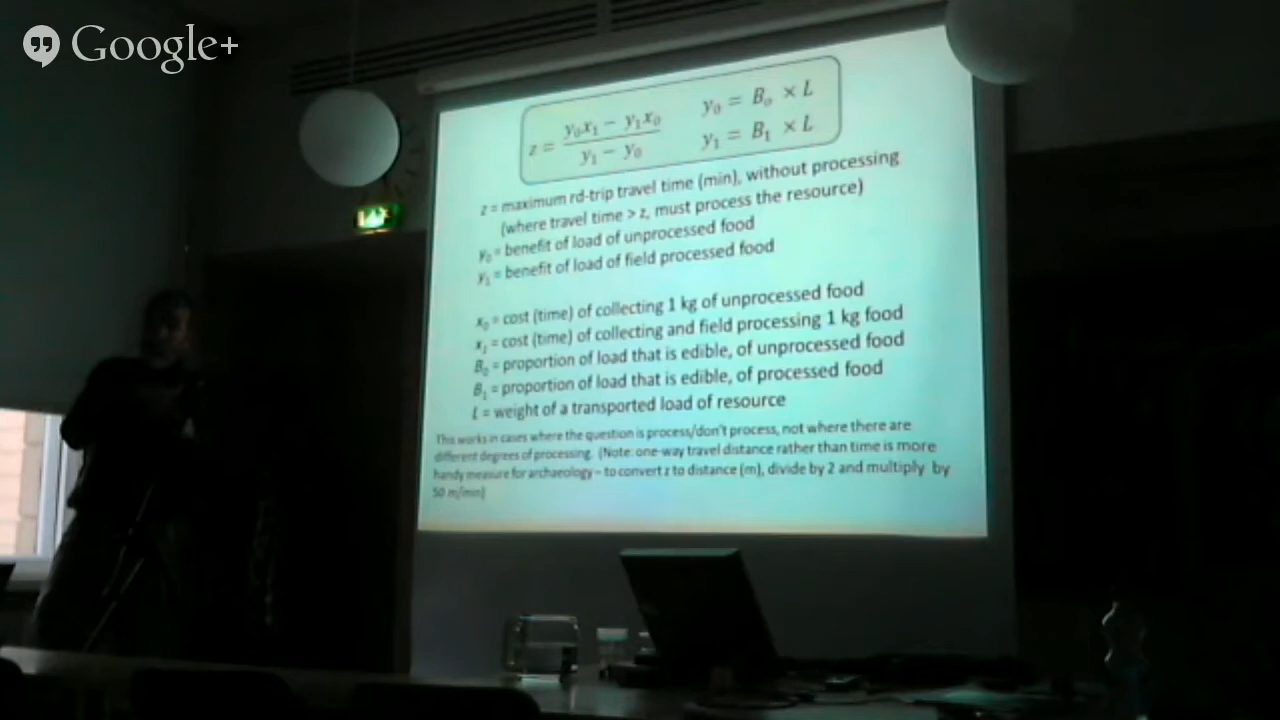 Google+
z = (y₀x₁ − y₁x₀) / (y₁ − y₀)
y₀ = B₀ × L
y₁ = B₁ × L
z = maximum rd-trip travel time (min), without processing
(where travel time > z, must process the resource)
y₀ = benefit of load of unprocessed food
y₁ = benefit of load of field processed food
x₀ = cost (time) of collecting 1 kg of unprocessed food
x₁ = cost (time) of collecting and field processing 1 kg food
B₀ = proportion of load that is edible, of unprocessed food
B₁ = proportion of load that is edible, of processed food
L = weight of a transported load of resource
This works in cases where the question is process/don't process, not where there are
different degrees of processing. (Note: one-way travel distance rather than time is more
handy measure for archaeology – to convert z to distance (m), divide by 2 and multiply by
50 m/min)